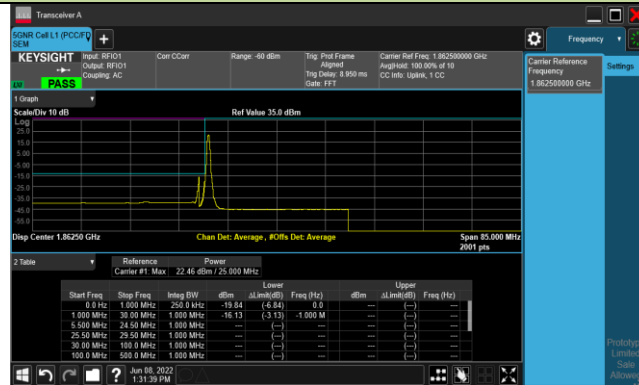 Transceiver A
5GNR Cell L1 (PCC/FD
SEM
Frequency
KEYSIGHT
Input: RFIO1
Output: RFIO1
Coupling: AC
Corr CCorr
Range: -60 dBm
Trig: Prot Frame
Aligned
Trig Delay: 8.950 ms
Gate: FFT
Carrier Ref Freq: 1.862500000 GHz
Avg|Hold: 100.00% of 10
CC Info: Uplink, 1 CC
PASS
Carrier Reference
Frequency
1.862500000 GHz
Settings
1 Graph
Scale/Div 10 dB
Ref Value 35.0 dBm
Log
25.0
15.0
5.00
-5.00
-15.0
-25.0
-35.0
-45.0
-55.0
Disp Center 1.86250 GHz
Chan Det: Average, #Offs Det: Average
Span 85.000 MHz
2001 pts
2 Table
Reference Power
Carrier #1: Max 22.46 dBm / 25.000 MHz
Lower Upper
Start Freq Stop Freq Integ BW dBm ΔLimit(dB) Freq (Hz) dBm ΔLimit(dB) Freq (Hz)
0.0 Hz 1.000 MHz 250.0 kHz -19.84 (-6.84) 0.0 --- (---) ---
1.000 MHz 30.00 MHz 1.000 MHz -16.13 (-3.13) -1.000 M --- (---) ---
5.500 MHz 24.50 MHz 1.000 MHz --- (---) --- --- (---) ---
25.50 MHz 29.50 MHz 1.000 MHz --- (---) --- --- (---) ---
30.00 MHz 100.0 MHz 1.000 MHz --- (---) --- --- (---) ---
100.0 MHz 500.0 MHz 1.000 MHz --- (---) --- --- (---) ---
Jun 08, 2022
1:31:39 PM
Limited
Sale